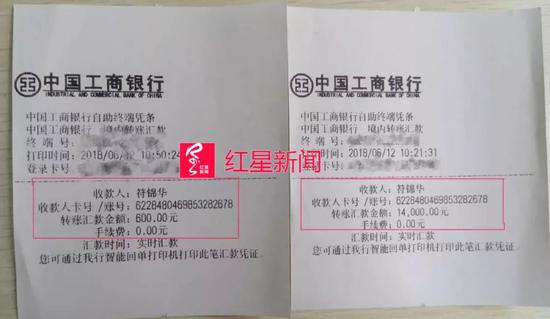 中国工商银行
INDUSTRIAL AND COMMERCIAL BANK OF CHINA
中国工商银行自助终端凭条
中国工商银行 境内转账汇款
终 端 号:
打印时间: 2018/06/12 10:50:24
登录卡号:
收款人: 符锦华
收款人卡号 /账号: 6228480469853282678
转账汇款金额: 600.00元
手续费: 0.00元
汇款时间: 实时汇款
您可通过我行智能回单打印机打印此笔汇款凭证。
红星新闻
中国工商银行
INDUSTRIAL AND COMMERCIAL BANK OF CHINA
中国工商银行自助终端凭条
中国工商银行 境内转账汇款
终 端 号:
打印时间: 2018/06/12 10:21:31
登录卡号:
收款人: 符锦华
收款人卡号 /账号: 6228480469853282678
转账汇款金额: 14,000.00元
手续费: 0.00元
汇款时间: 实时汇款
您可通过我行智能回单打印机打印此笔汇款凭证。